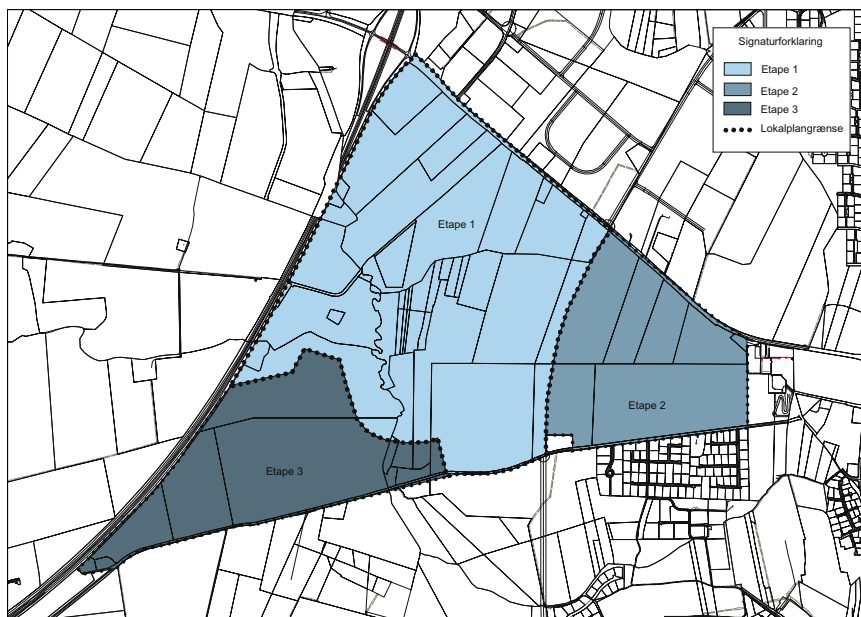 Signaturforklaring
Etape 1
Etape 2
Etape 3
Lokalplangrænse
Etape 1
Etape 2
Etape 3